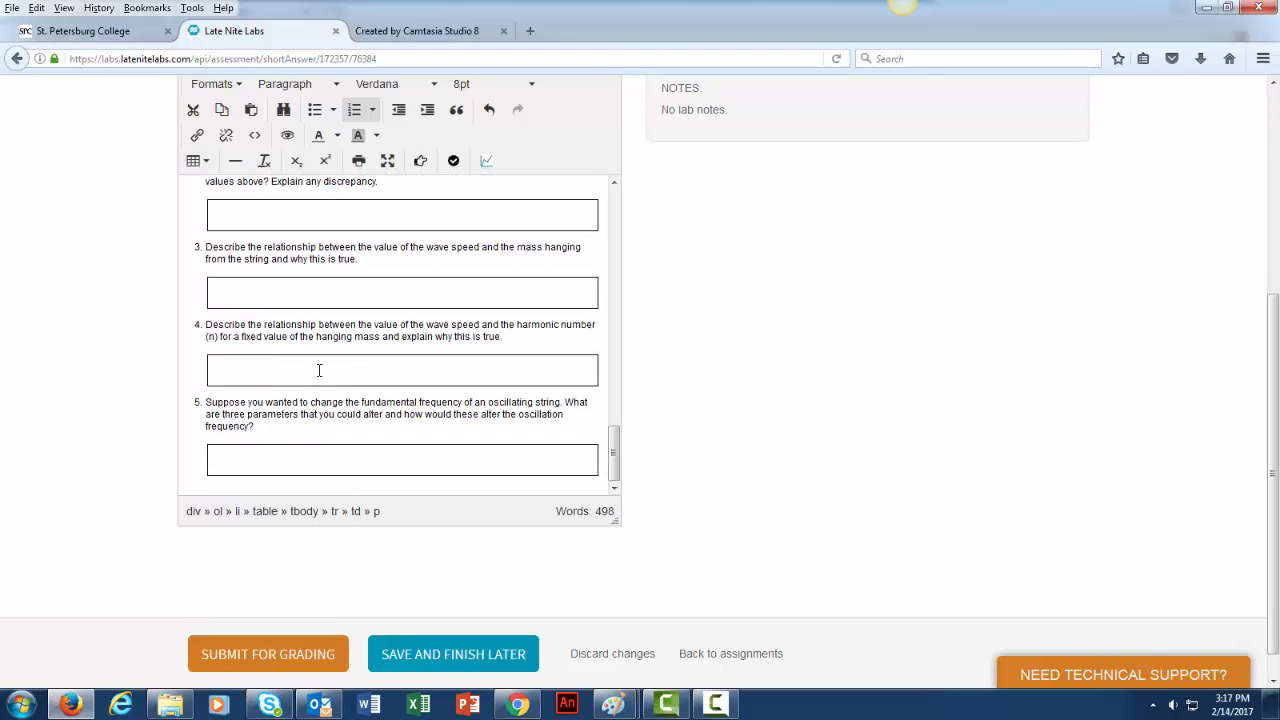 File Edit View History Bookmarks Tools Help
SPC St. Petersburg College × Late Nite Labs × Created by Camtasia Studio 8 × +
https://labs.latenitelabs.com/api/assessment/shortAnswer/172357/76384 Search
Formats Paragraph Verdana 8pt
NOTES:
No lab notes.
values above? Explain any discrepancy.
3. Describe the relationship between the value of the wave speed and the mass hanging
from the string and why this is true.
4. Describe the relationship between the value of the wave speed and the harmonic number
(n) for a fixed value of the hanging mass and explain why this is true.
5. Suppose you wanted to change the fundamental frequency of an oscillating string. What
are three parameters that you could alter and how would these alter the oscillation
frequency?
div » ol » li » table » tbody » tr » td » p Words: 498
SUBMIT FOR GRADING SAVE AND FINISH LATER Discard changes Back to assignments
NEED TECHNICAL SUPPORT?
3:17 PM
2/14/2017